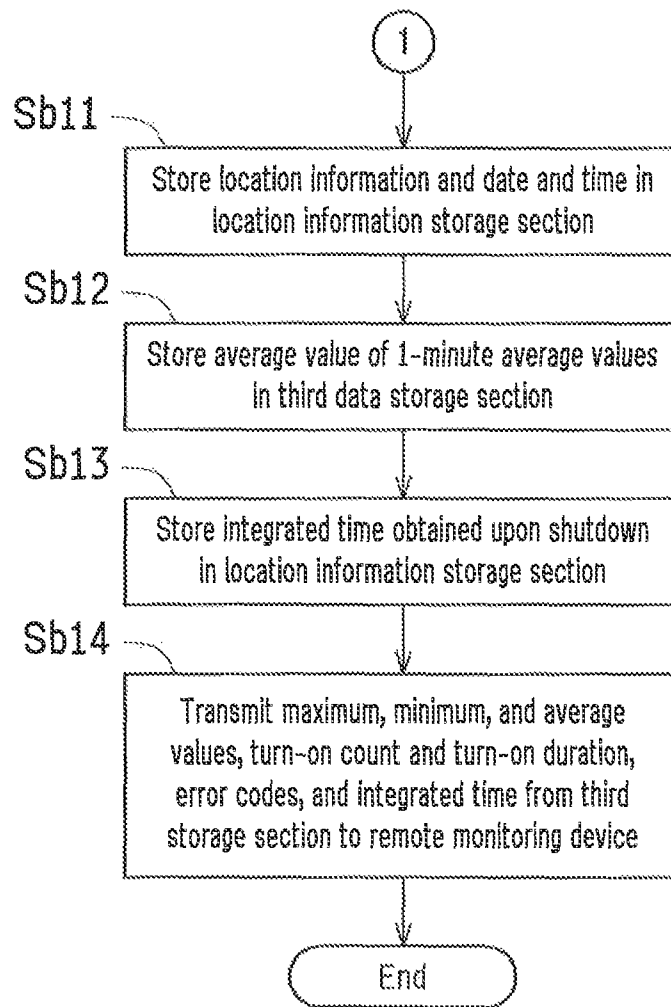 1
Sb11
Store location information and date and time in
location information storage section
Sb12
Store average value of 1-minute average values
in third data storage section
Sb13
Store integrated time obtained upon shutdown
in location information storage section
Sb14
Transmit maximum, minimum, and average
values, turn-on count and turn-on duration,
error codes, and integrated time from third
storage section to remote monitoring device
End